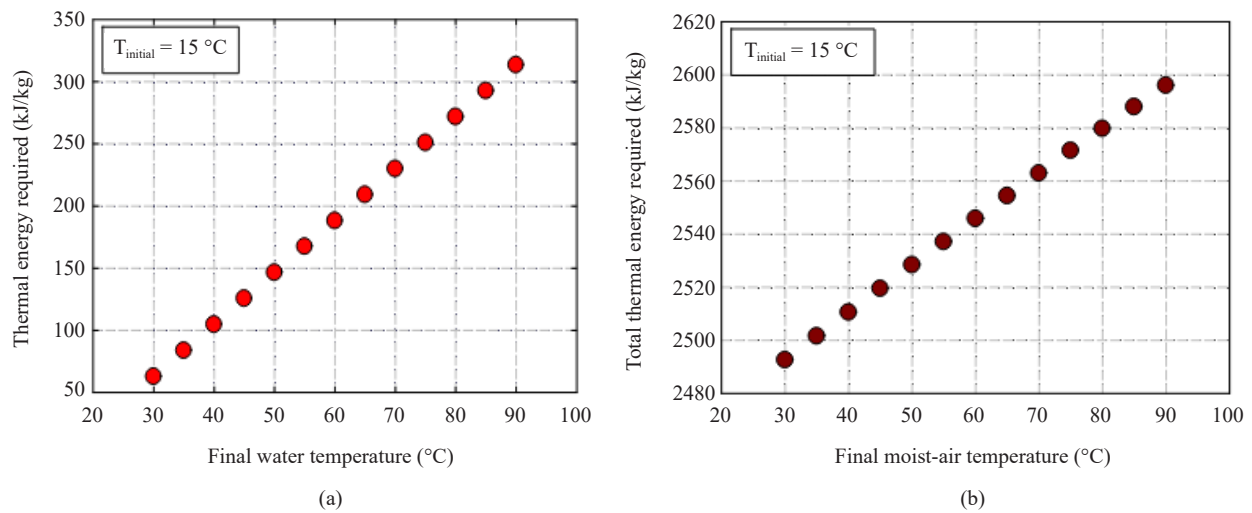 T_initial = 15 °C
350
300
250
200
150
100
50
Thermal energy required (kJ/kg)
20 30 40 50 60 70 80 90 100
Final water temperature (°C)
(a)
T_initial = 15 °C
2620
2600
2580
2560
2540
2520
2500
2480
Total thermal energy required (kJ/kg)
20 30 40 50 60 70 80 90 100
Final moist-air temperature (°C)
(b)